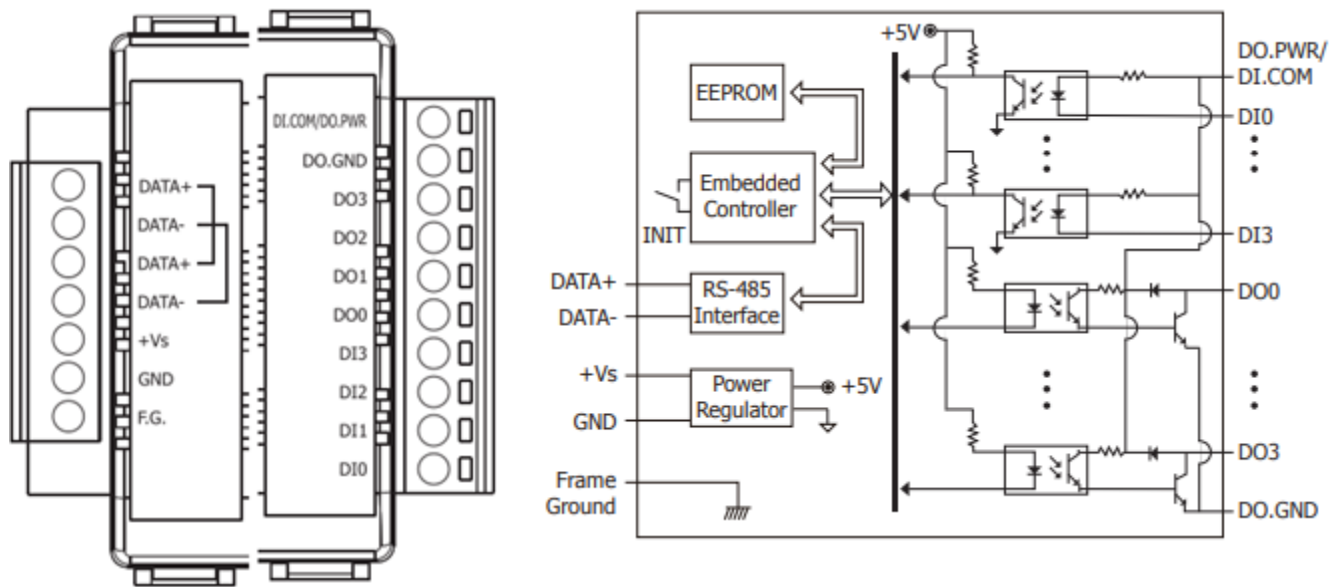 DATA+
DATA-
DATA+
DATA-
+Vs
GND
F.G.
DI.COM/DO.PWR
DO.GND
DO3
DO2
DO1
DO0
DI3
DI2
DI1
DI0
+5V
EEPROM
Embedded
Controller
INIT
DATA+
DATA-
RS-485
Interface
+Vs
GND
Power
Regulator
+5V
Frame
Ground
DO.PWR/
DI.COM
DI0
DI3
DO0
DO3
DO.GND